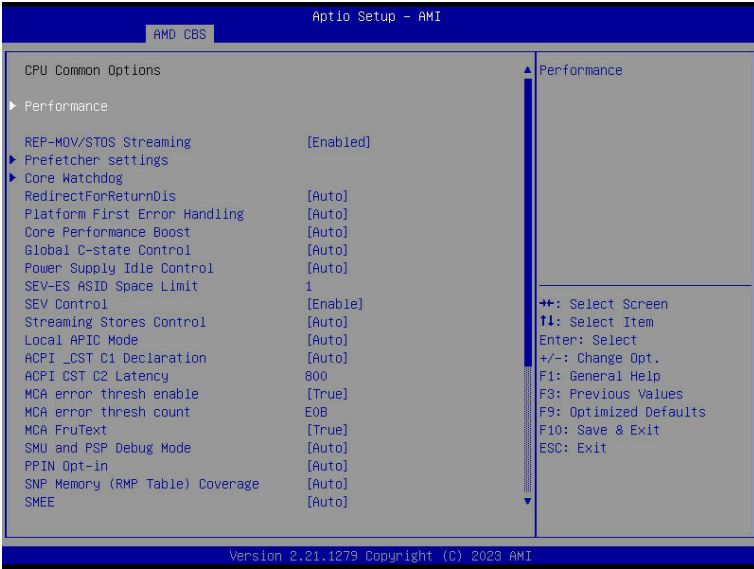 Aptio Setup - AMI
AMD CBS
CPU Common Options
Performance
REP-MOV/STOS Streaming [Enabled]
Prefetcher settings
Core Watchdog
RedirectForReturnDis [Auto]
Platform First Error Handling [Auto]
Core Performance Boost [Auto]
Global C-state Control [Auto]
Power Supply Idle Control [Auto]
SEV-ES ASID Space Limit 1
SEV Control [Enable]
Streaming Stores Control [Auto]
Local APIC Mode [Auto]
ACPI _CST C1 Declaration [Auto]
ACPI CST C2 Latency 800
MCA error thresh enable [True]
MCA error thresh count E0B
MCA FruText [True]
SMU and PSP Debug Mode [Auto]
PPIN Opt-in [Auto]
SNP Memory (RMP Table) Coverage [Auto]
SMEE [Auto]
Performance
→←: Select Screen
↑↓: Select Item
Enter: Select
+/-: Change Opt.
F1: General Help
F3: Previous Values
F9: Optimized Defaults
F10: Save & Exit
ESC: Exit
Version 2.21.1279 Copyright (C) 2023 AMI